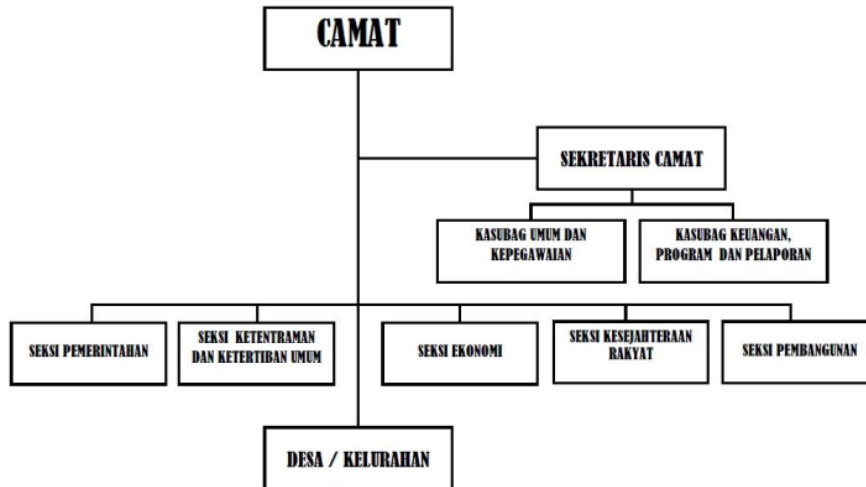 CAMAT
SEKRETARIS CAMAT
KASUBAG UMUM DAN
KEPEGAWAIAN
KASUBAG KEUANGAN,
PROGRAM DAN PELAPORAN
SEKSI PEMERINTAHAN
SEKSI KETENTRAMAN
DAN KETERTIBAN UMUM
SEKSI EKONOMI
SEKSI KESEJAHTERAAN
RAKYAT
SEKSI PEMBANGUNAN
DESA / KELURAHAN